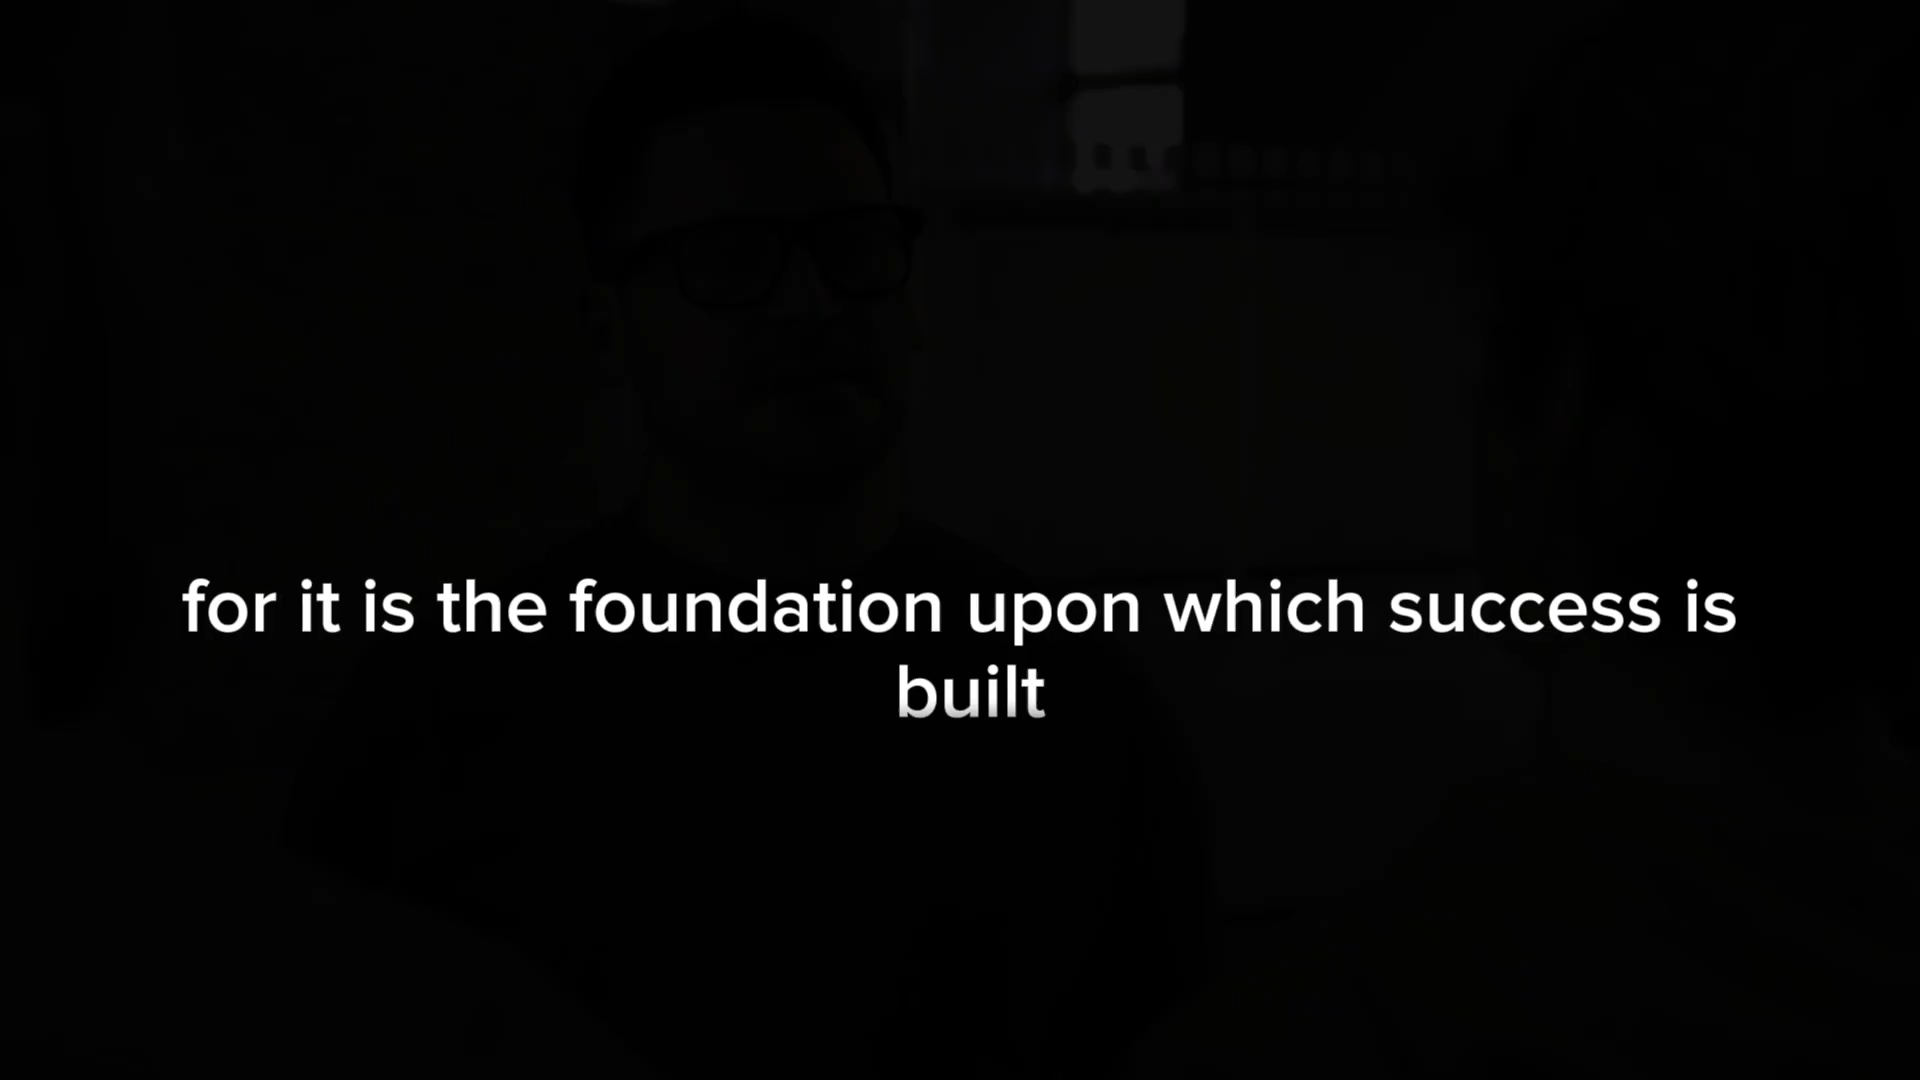 for it is the foundation upon which success is
built